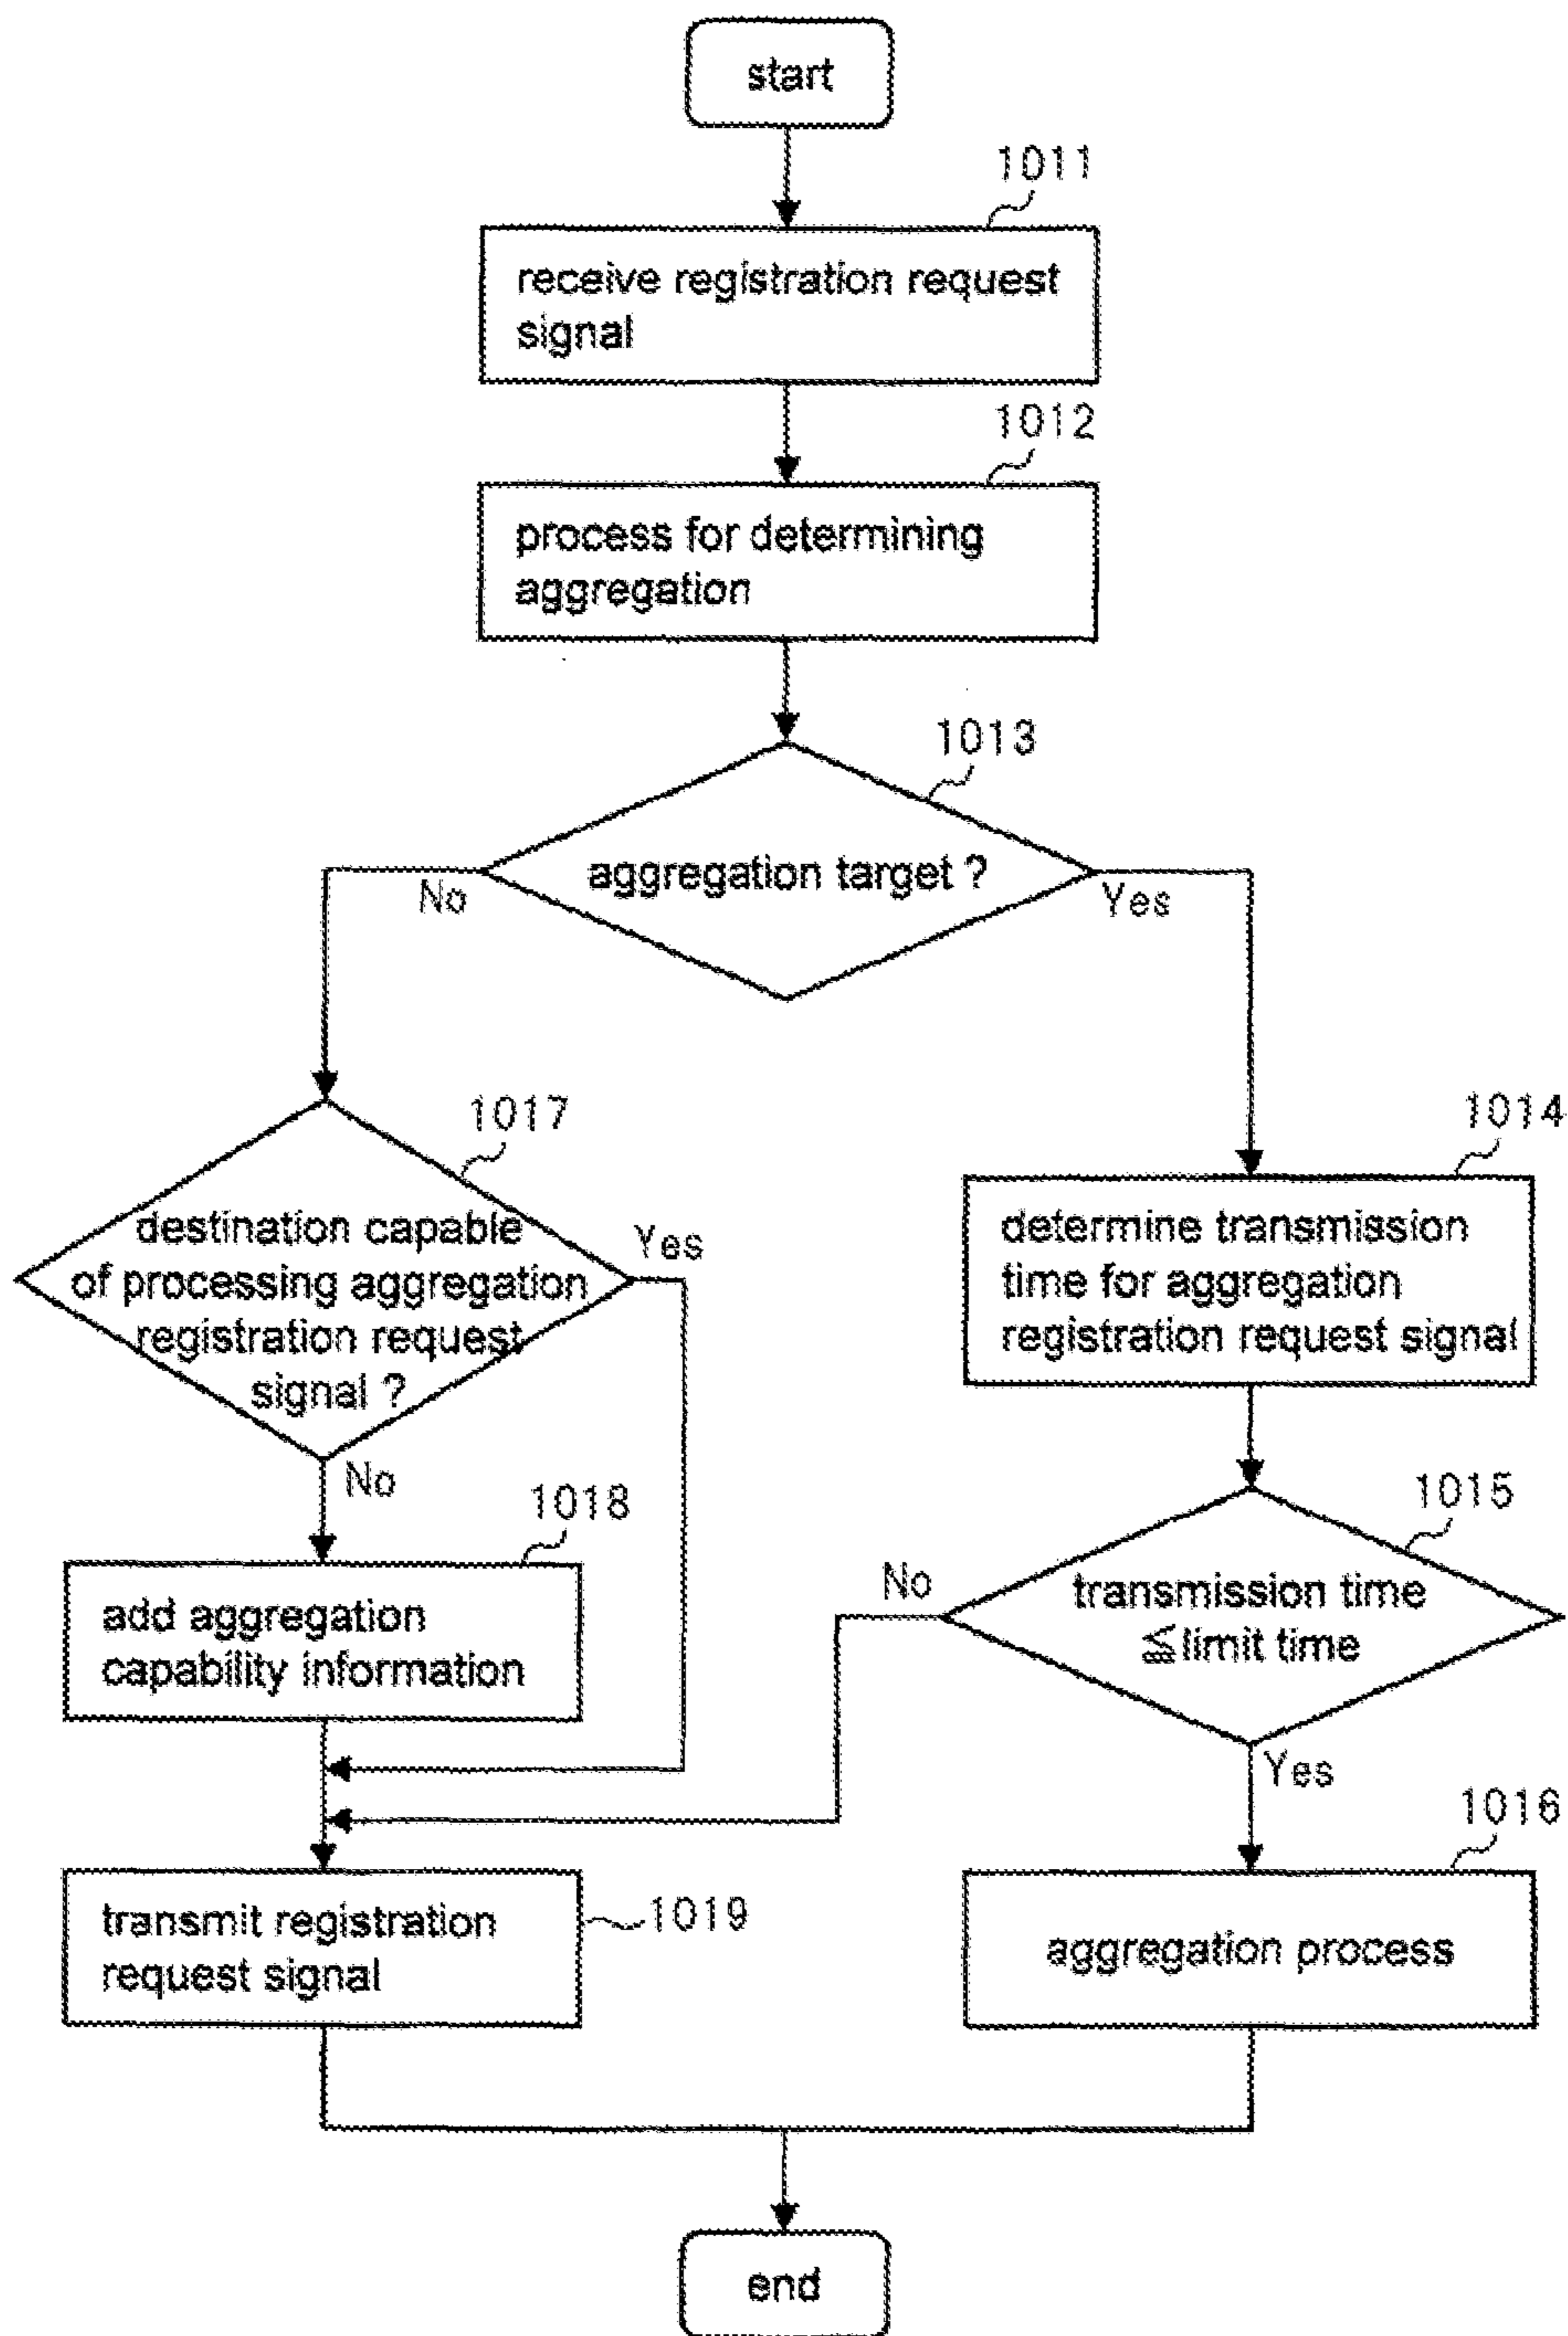 start
1011
receive registration request
signal
1012
process for determining
aggregation
1013
aggregation target ?
No
Yes
1017
destination capable
of processing aggregation
registration request
signal ?
Yes
No
1014
determine transmission
time for aggregation
registration request signal
1018
add aggregation
capability information
1015
transmission time
≦limit time
No
Yes
1016
aggregation process
transmit registration
request signal
1019
end